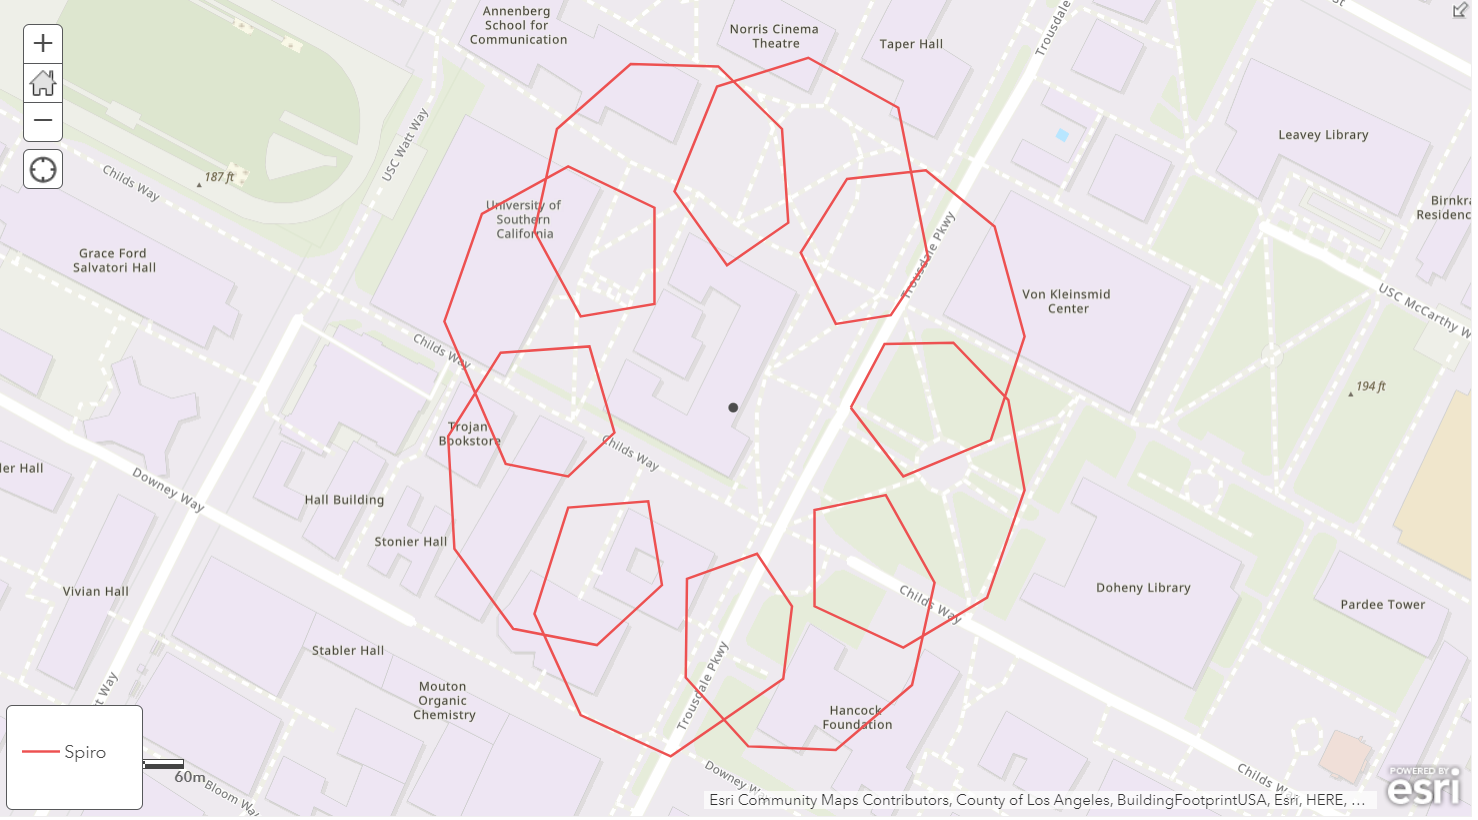 Annenberg
School for
Communication
Norris Cinema
Theatre
Taper Hall
Trousdale
Leavey Library
USC Watt Way
Childs Way
187 ft
University of
Southern
California
Birnkra
Residenc
Grace Ford
Salvatori Hall
Trousdale Pkwy
Von Kleinsmid
Center
USC McCarthy W
Childs Way
194 ft
Trojan
Bookstore
Childs Way
ler Hall
Downey Way
Hall Building
Stonier Hall
Vivian Hall
Childs Way
Doheny Library
Pardee Tower
Stabler Hall
Mouton
Organic
Chemistry
Trousdale Pkwy
Hancock
Foundation
Way
Spiro
60m
Bloom Wa
Downey Wa
Childs
POWERED BY
esri
Esri Community Maps Contributors, County of Los Angeles, BuildingFootprintUSA, Esri, HERE, …